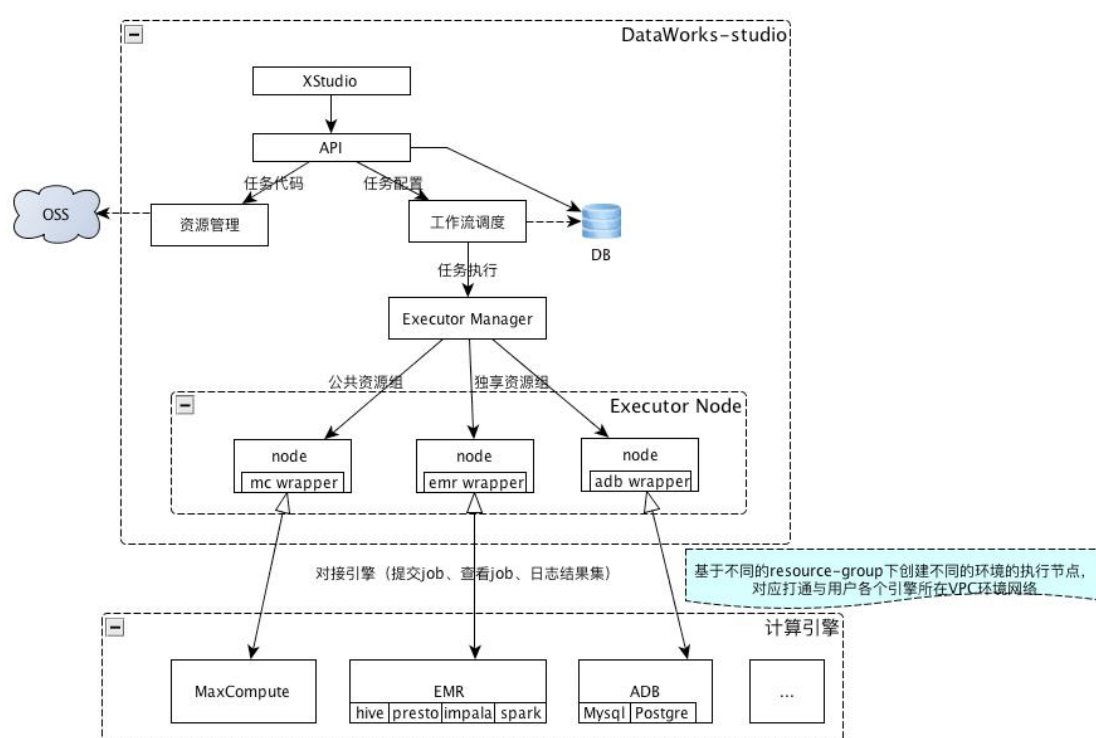 DataWorks-studio
XStudio
API
任务代码
任务配置
OSS
资源管理
工作流调度
DB
任务执行
Executor Manager
公共资源组
独享资源组
Executor Node
node
mc wrapper
node
emr wrapper
node
adb wrapper
对接引擎（提交job、查看job、日志结果集）
基于不同的resource-group下创建不同的环境的执行节点，
对应打通与用户各个引擎所在VPC环境网络
计算引擎
MaxCompute
EMR
hive presto impala spark
ADB
Mysql Postgre
...